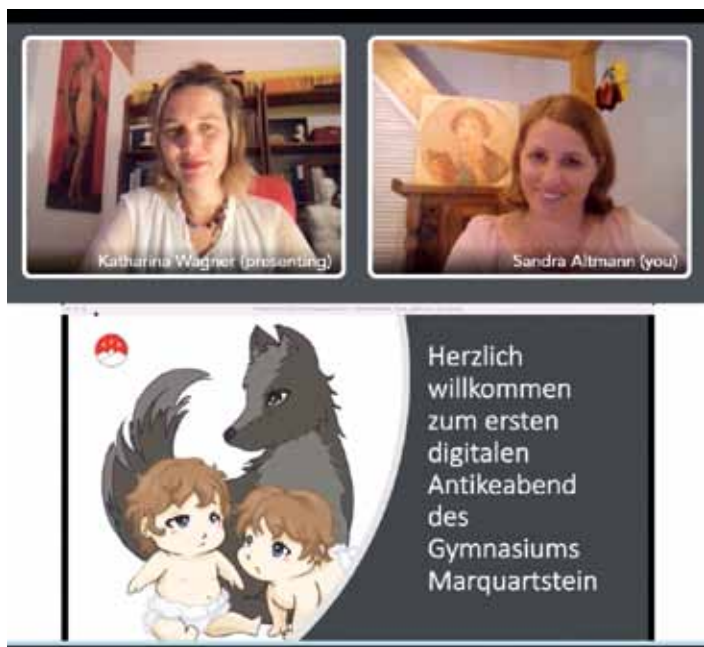 Katharina Wagner (presenting)
Sandra Altmann (you)
Herzlich
willkommen
zum ersten
digitalen
Antikeabend
des
Gymnasiums
Marquartstein